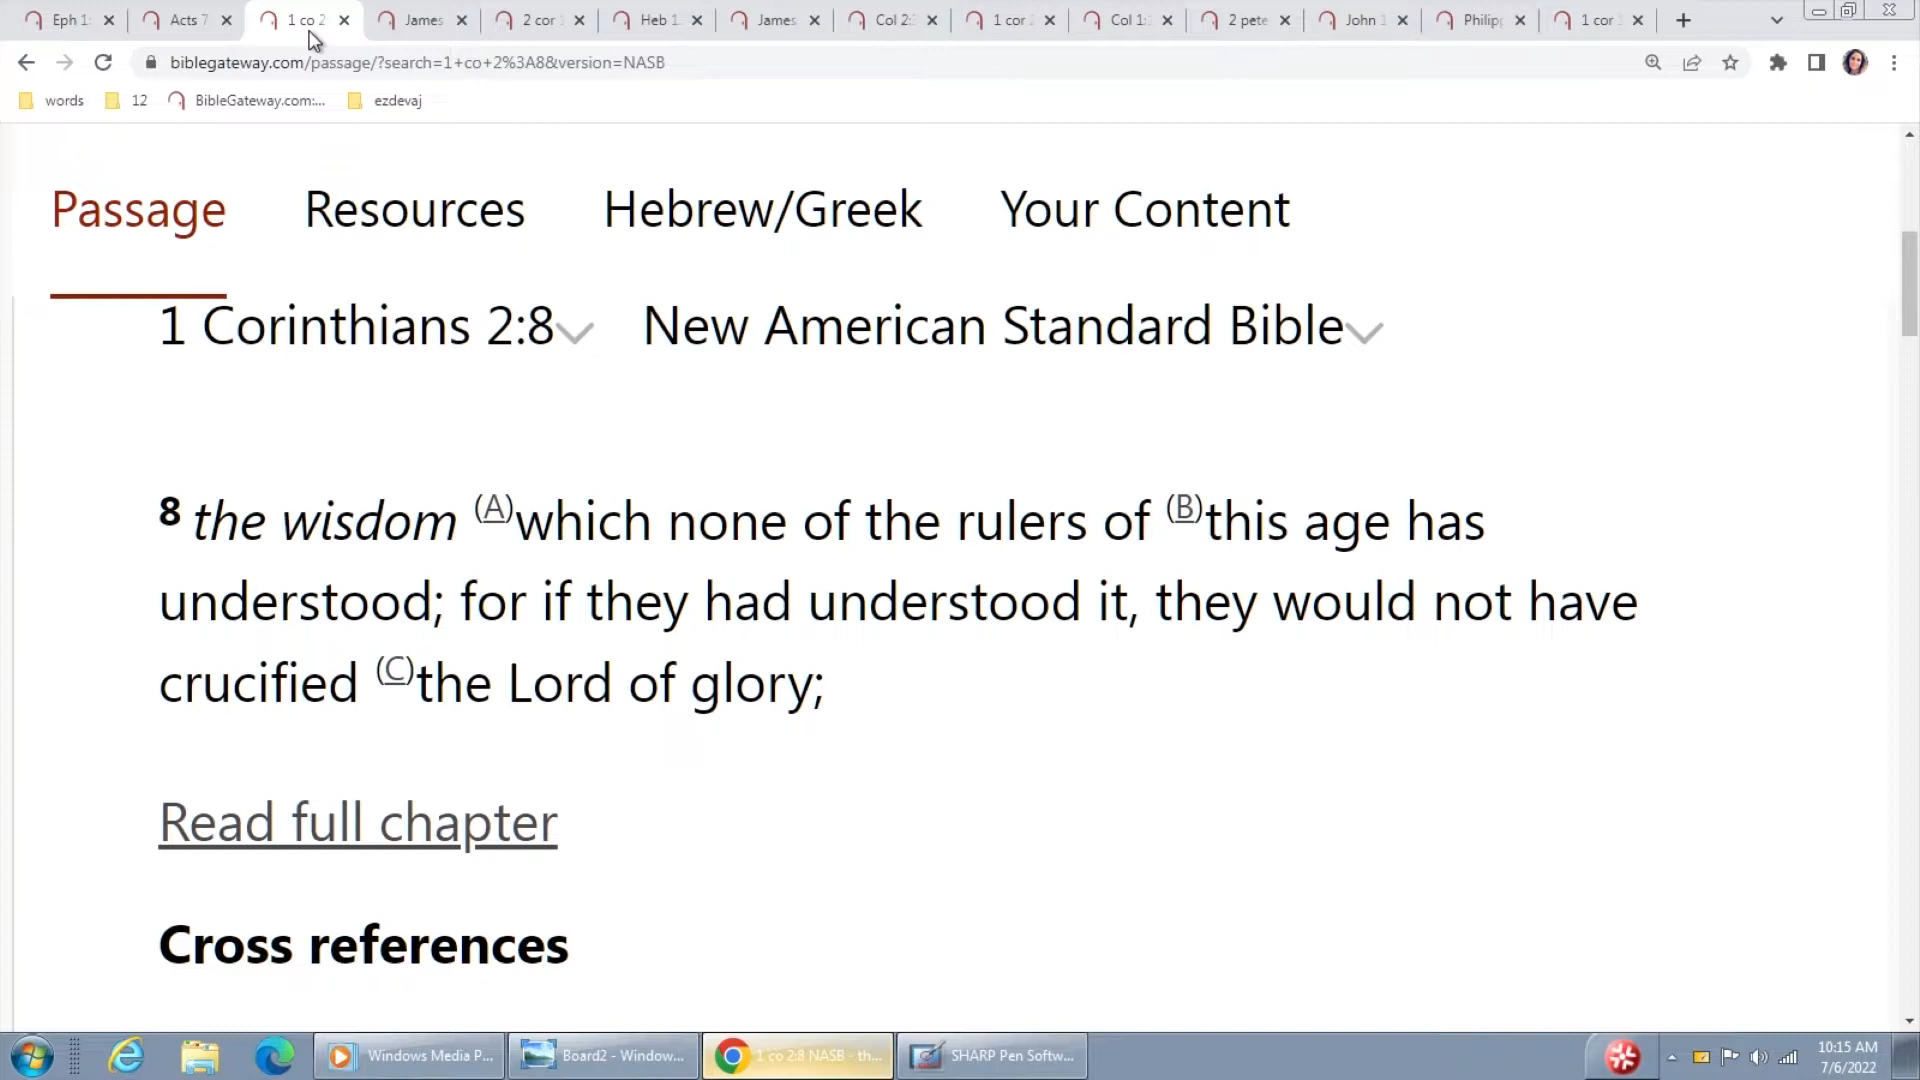 Eph 1:
Acts 7
1 co 2
James
2 cor
Heb 1
James
Col 2:
1 cor
Col 1:
2 pete
John 1
Philip
1 cor
biblegateway.com/passage/?search=1+co+2%3A8&version=NASB
words
12
BibleGateway.com:...
ezdevaj
Passage Resources Hebrew/Greek Your Content
1 Corinthians 2:8 New American Standard Bible
8 the wisdom (A)which none of the rulers of (B)this age has
understood; for if they had understood it, they would not have
crucified (C)the Lord of glory;
Read full chapter
Cross references
Windows Media P...
Board2 - Window...
1 co 2:8 NASB - th...
SHARP Pen Softw...
10:15 AM
7/6/2022